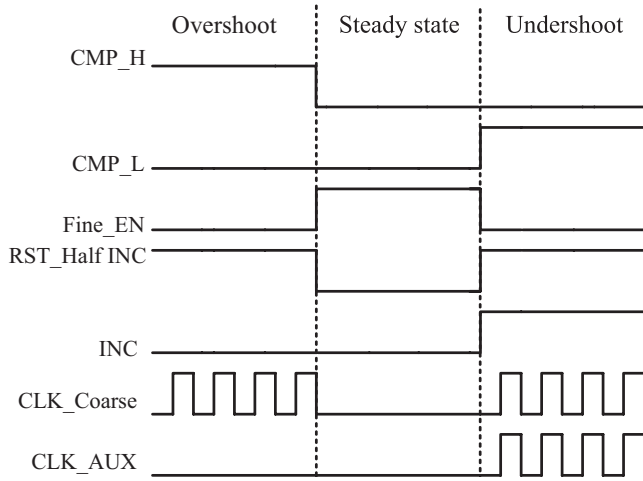 Overshoot Steady state Undershoot
CMP_H
CMP_L
Fine_EN
RST_Half INC
INC
CLK_Coarse
CLK_AUX